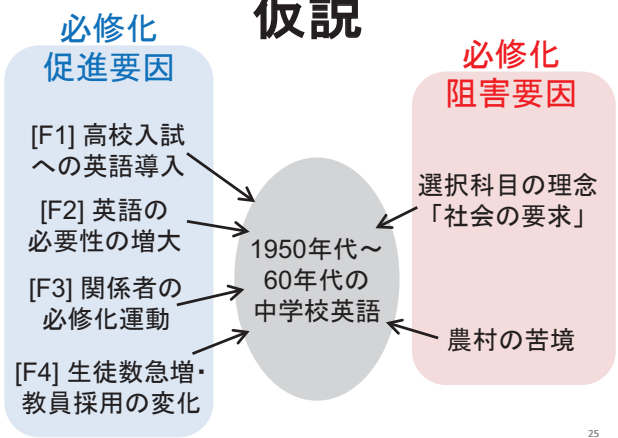 仮説
必修化
促進要因
[F1] 高校入試
への英語導入
[F2] 英語の
必要性の増大
[F3] 関係者の
必修化運動
[F4] 生徒数急増・
教員採用の変化
1950年代～
60年代の
中学校英語
必修化
阻害要因
選択科目の理念
「社会の要求」
農村の苦境
25